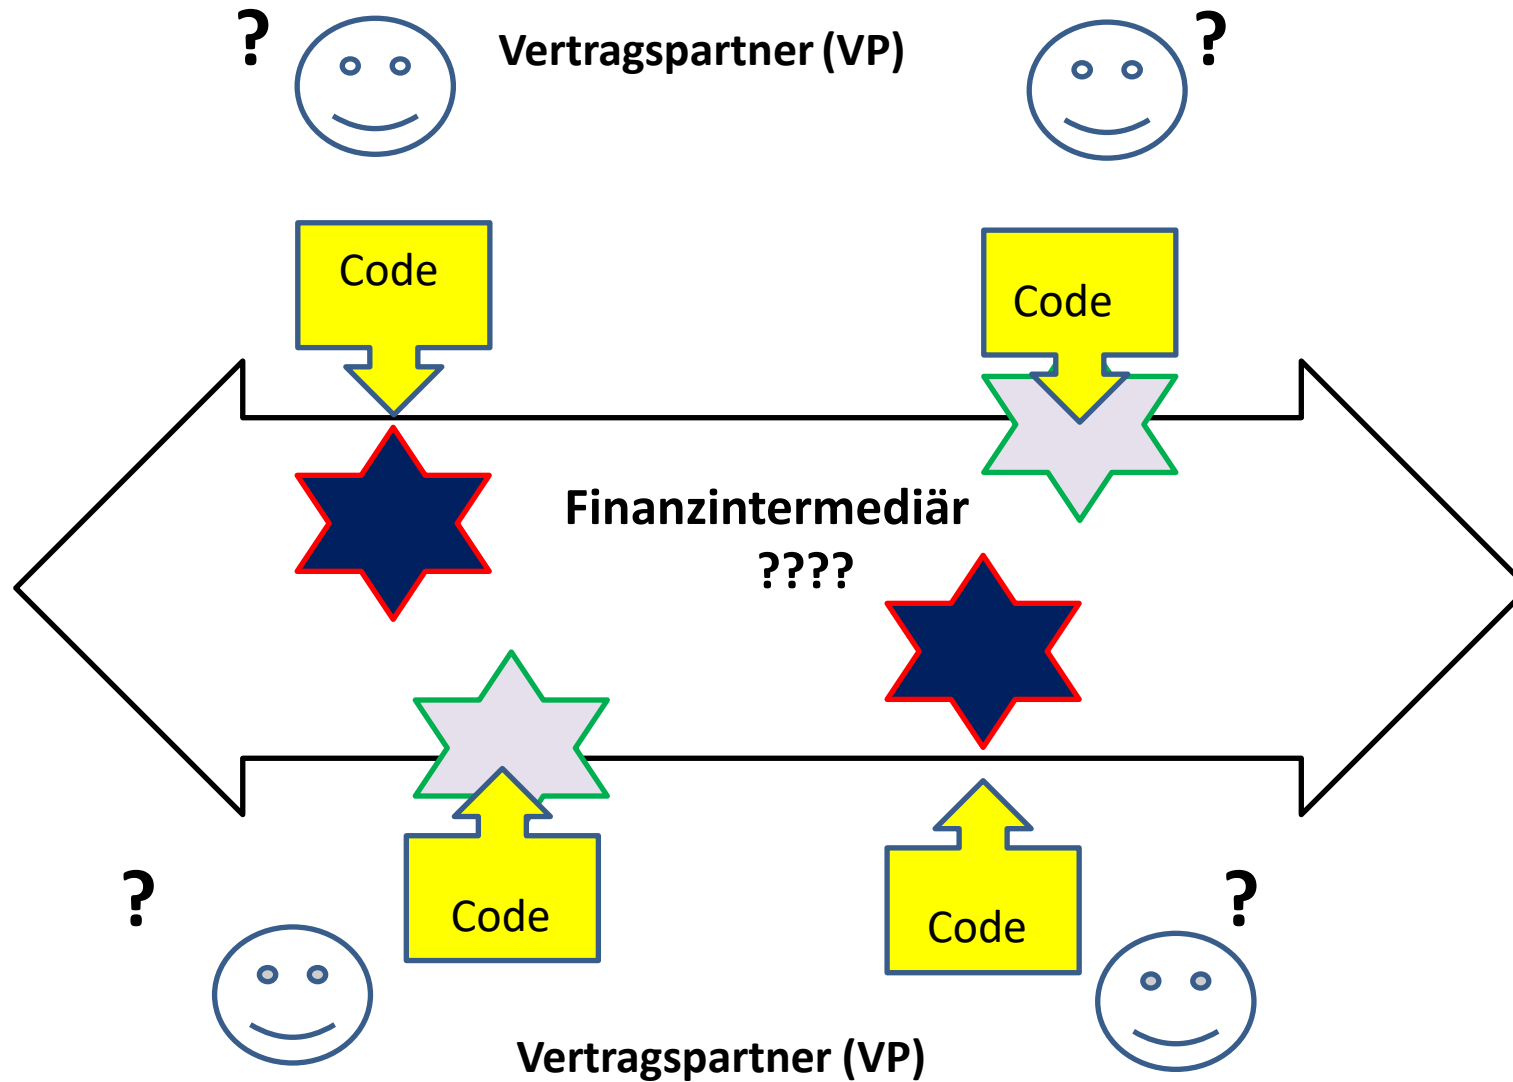 ?
Vertragspartner (VP)
?
Code
Code
Finanzintermediär
????
?
Code
Code
?
Vertragspartner (VP)